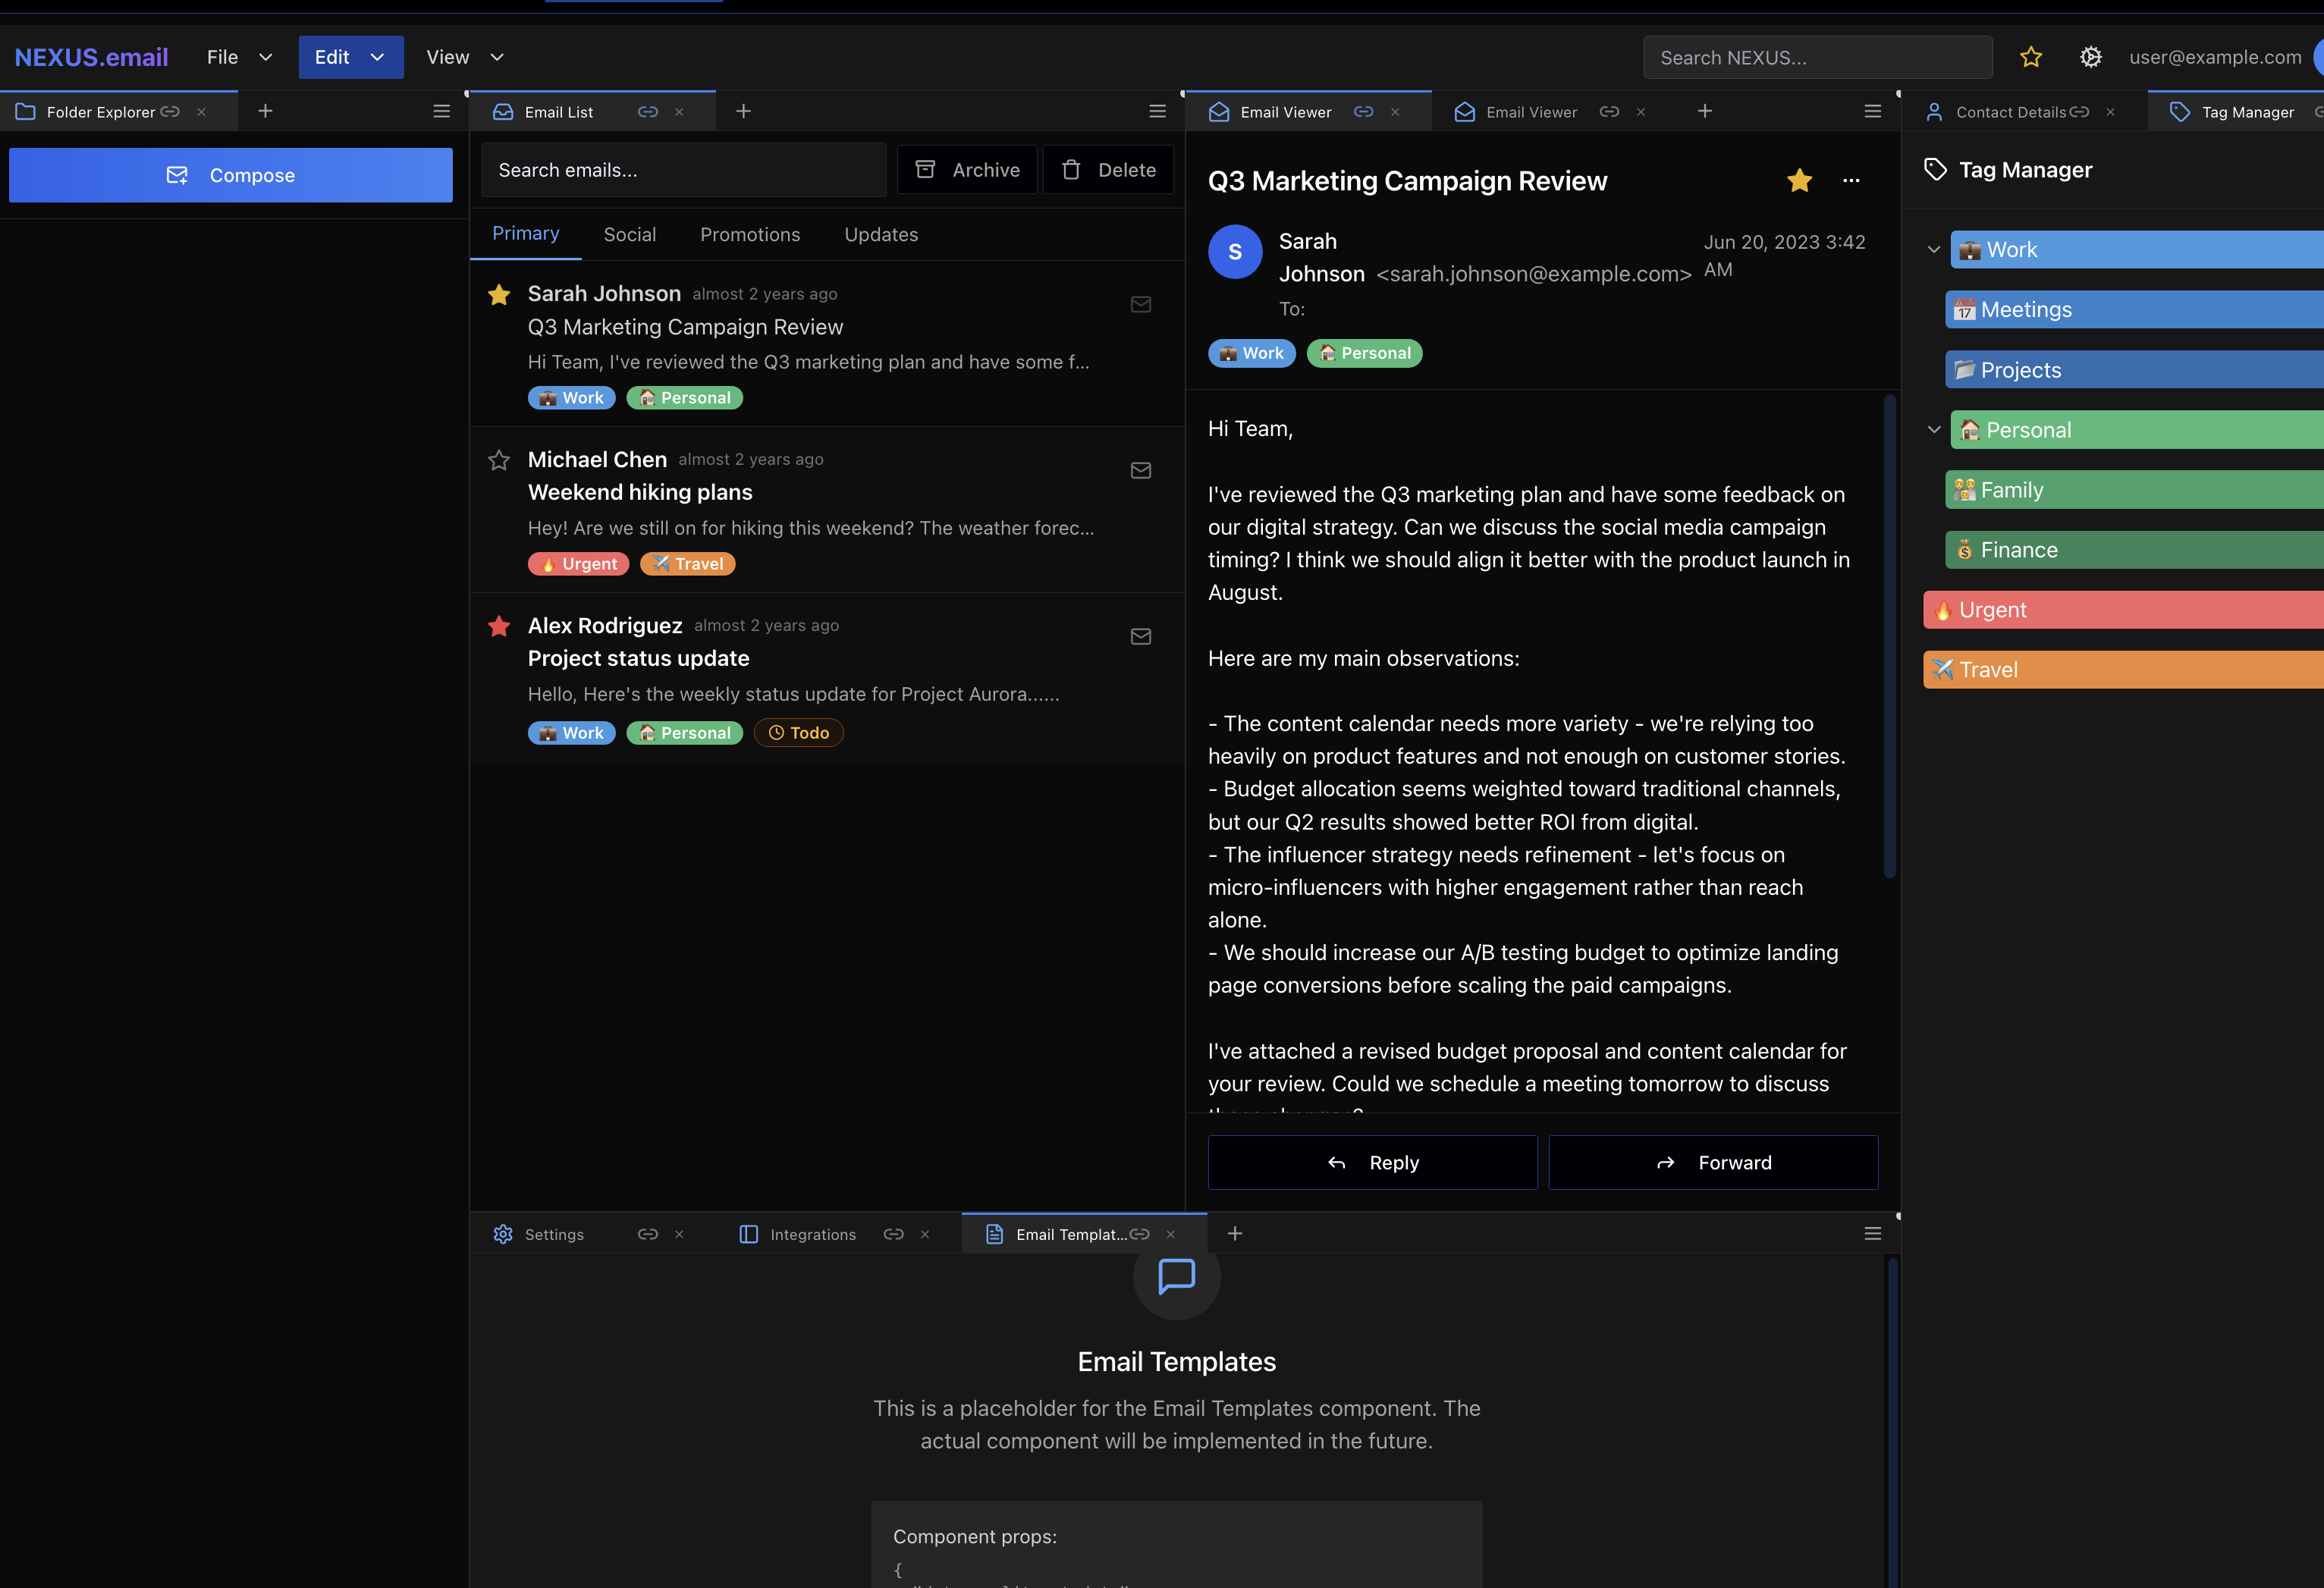 NEXUS.email File Edit View Search NEXUS... user@example.com
Folder Explorer
Compose
Email List
Search emails... Archive Delete
Primary Social Promotions Updates
Sarah Johnson almost 2 years ago
Q3 Marketing Campaign Review
Hi Team, I've reviewed the Q3 marketing plan and have some f...
💼 Work 🏠 Personal
Michael Chen almost 2 years ago
Weekend hiking plans
Hey! Are we still on for hiking this weekend? The weather forec...
🔥 Urgent ✈️ Travel
Alex Rodriguez almost 2 years ago
Project status update
Hello, Here's the weekly status update for Project Aurora......
💼 Work 🏠 Personal Todo
Email Viewer Email Viewer
Q3 Marketing Campaign Review
S
Sarah
Johnson <sarah.johnson@example.com>
Jun 20, 2023 3:42
AM
To:
💼 Work 🏠 Personal
Hi Team,
I've reviewed the Q3 marketing plan and have some feedback on
our digital strategy. Can we discuss the social media campaign
timing? I think we should align it better with the product launch in
August.
Here are my main observations:
- The content calendar needs more variety - we're relying too
heavily on product features and not enough on customer stories.
- Budget allocation seems weighted toward traditional channels,
but our Q2 results showed better ROI from digital.
- The influencer strategy needs refinement - let's focus on
micro-influencers with higher engagement rather than reach
alone.
- We should increase our A/B testing budget to optimize landing
page conversions before scaling the paid campaigns.
I've attached a revised budget proposal and content calendar for
your review. Could we schedule a meeting tomorrow to discuss
Reply Forward
Contact Details Tag Manager
Tag Manager
💼 Work
📅 Meetings
📁 Projects
🏠 Personal
👨‍👩‍👧‍👦 Family
💰 Finance
🔥 Urgent
✈️ Travel
Settings Integrations Email Templat...
Email Templates
This is a placeholder for the Email Templates component. The
actual component will be implemented in the future.
Component props:
{